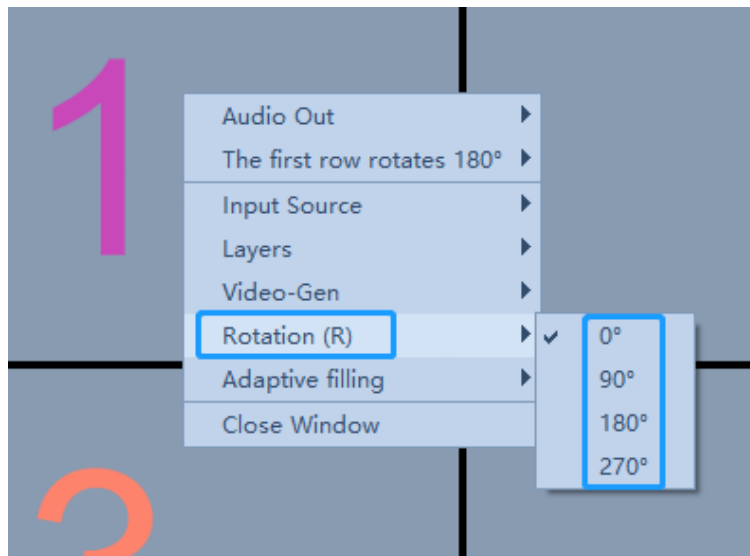 1
Audio Out
The first row rotates 180°
Input Source
Layers
Video-Gen
Rotation (R)
0°
Adaptive filling
90°
Close Window
180°
270°